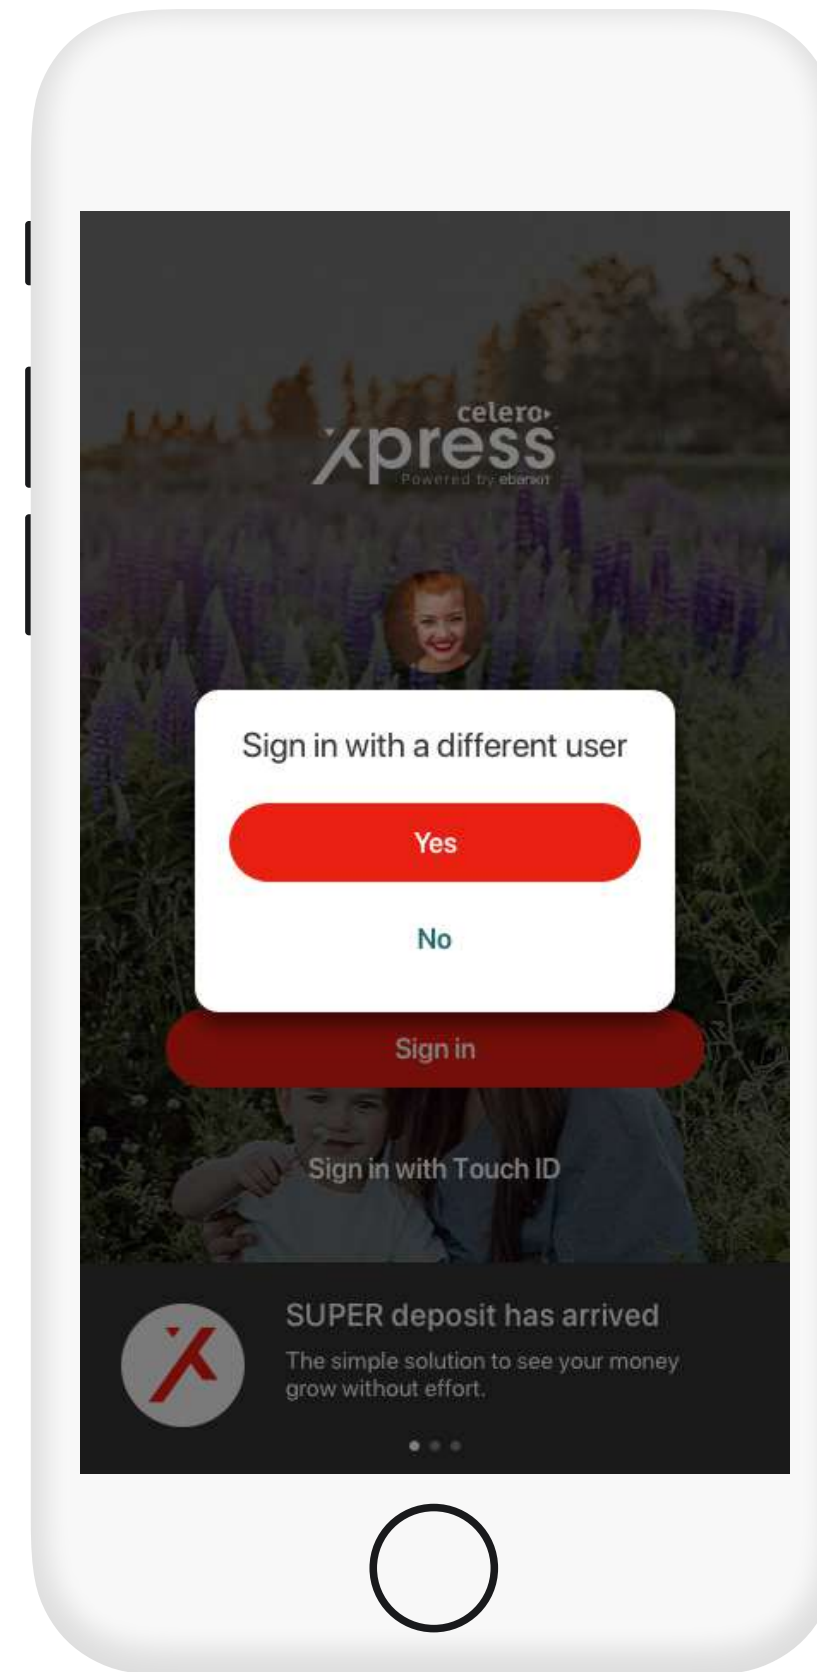 celero
xpress
Powered by ebankit
Sign in with a different user
Yes
No
Sign in
Sign in with Touch ID
SUPER deposit has arrived
The simple solution to see your money
grow without effort.